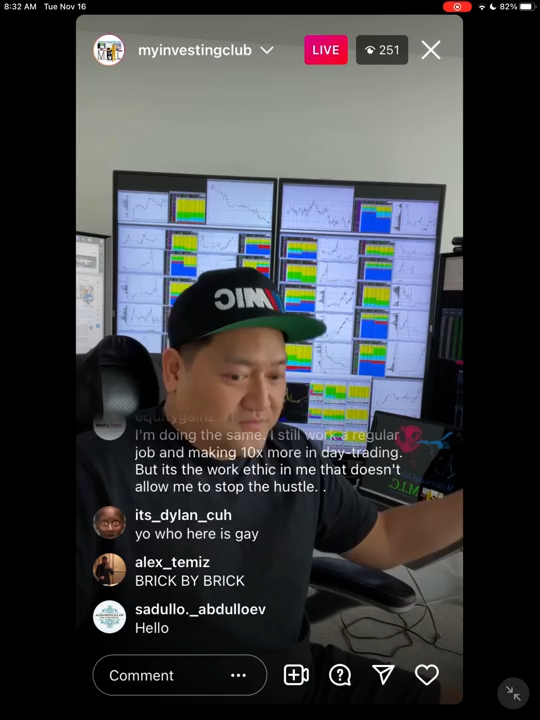 8:32 AM Tue Nov 16
82%
myinvestingclub
LIVE
251
MIC
equitygainz
I'm doing the same. I still work a regular
job and making 10x more in day-trading.
But its the work ethic in me that doesn't
allow me to stop the hustle. .
its_dylan_cuh
yo who here is gay
alex_temiz
BRICK BY BRICK
sadullo._abdulloev
Hello
M.I.C
Comment